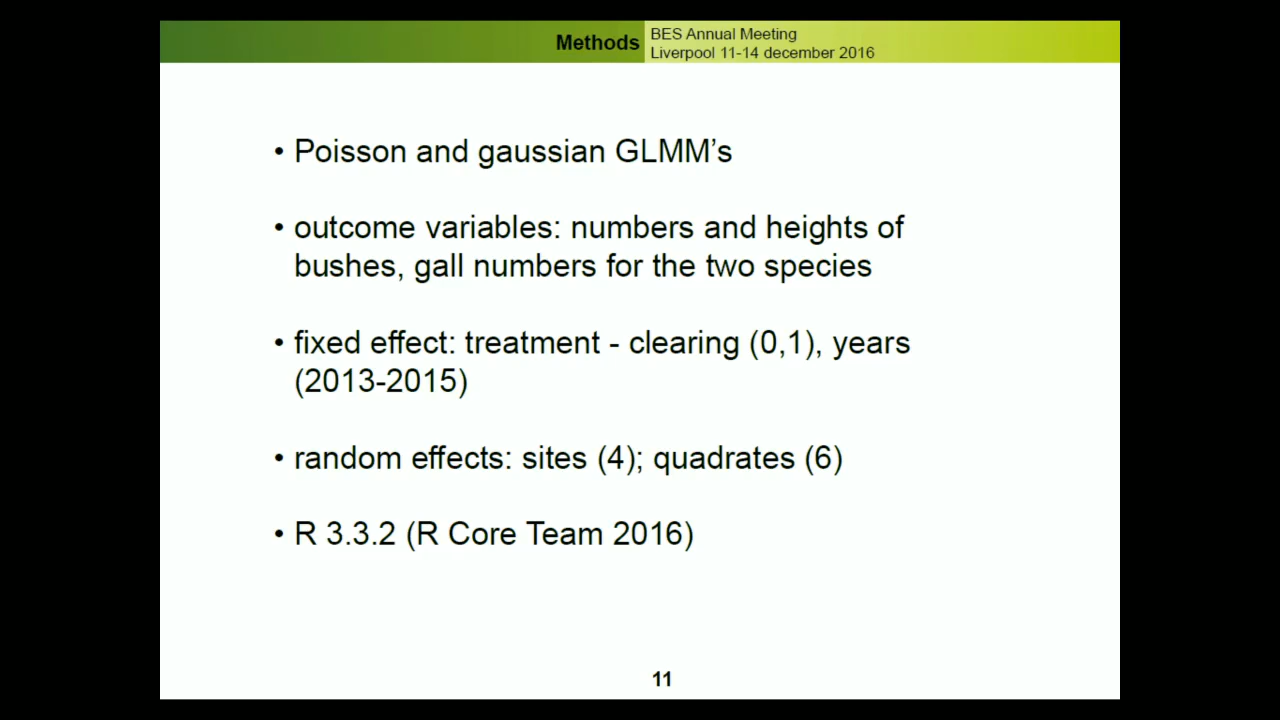 Methods
BES Annual Meeting
Liverpool 11-14 december 2016
• Poisson and gaussian GLMM’s
• outcome variables: numbers and heights of
bushes, gall numbers for the two species
• fixed effect: treatment - clearing (0,1), years
(2013-2015)
• random effects: sites (4); quadrates (6)
• R 3.3.2 (R Core Team 2016)
11